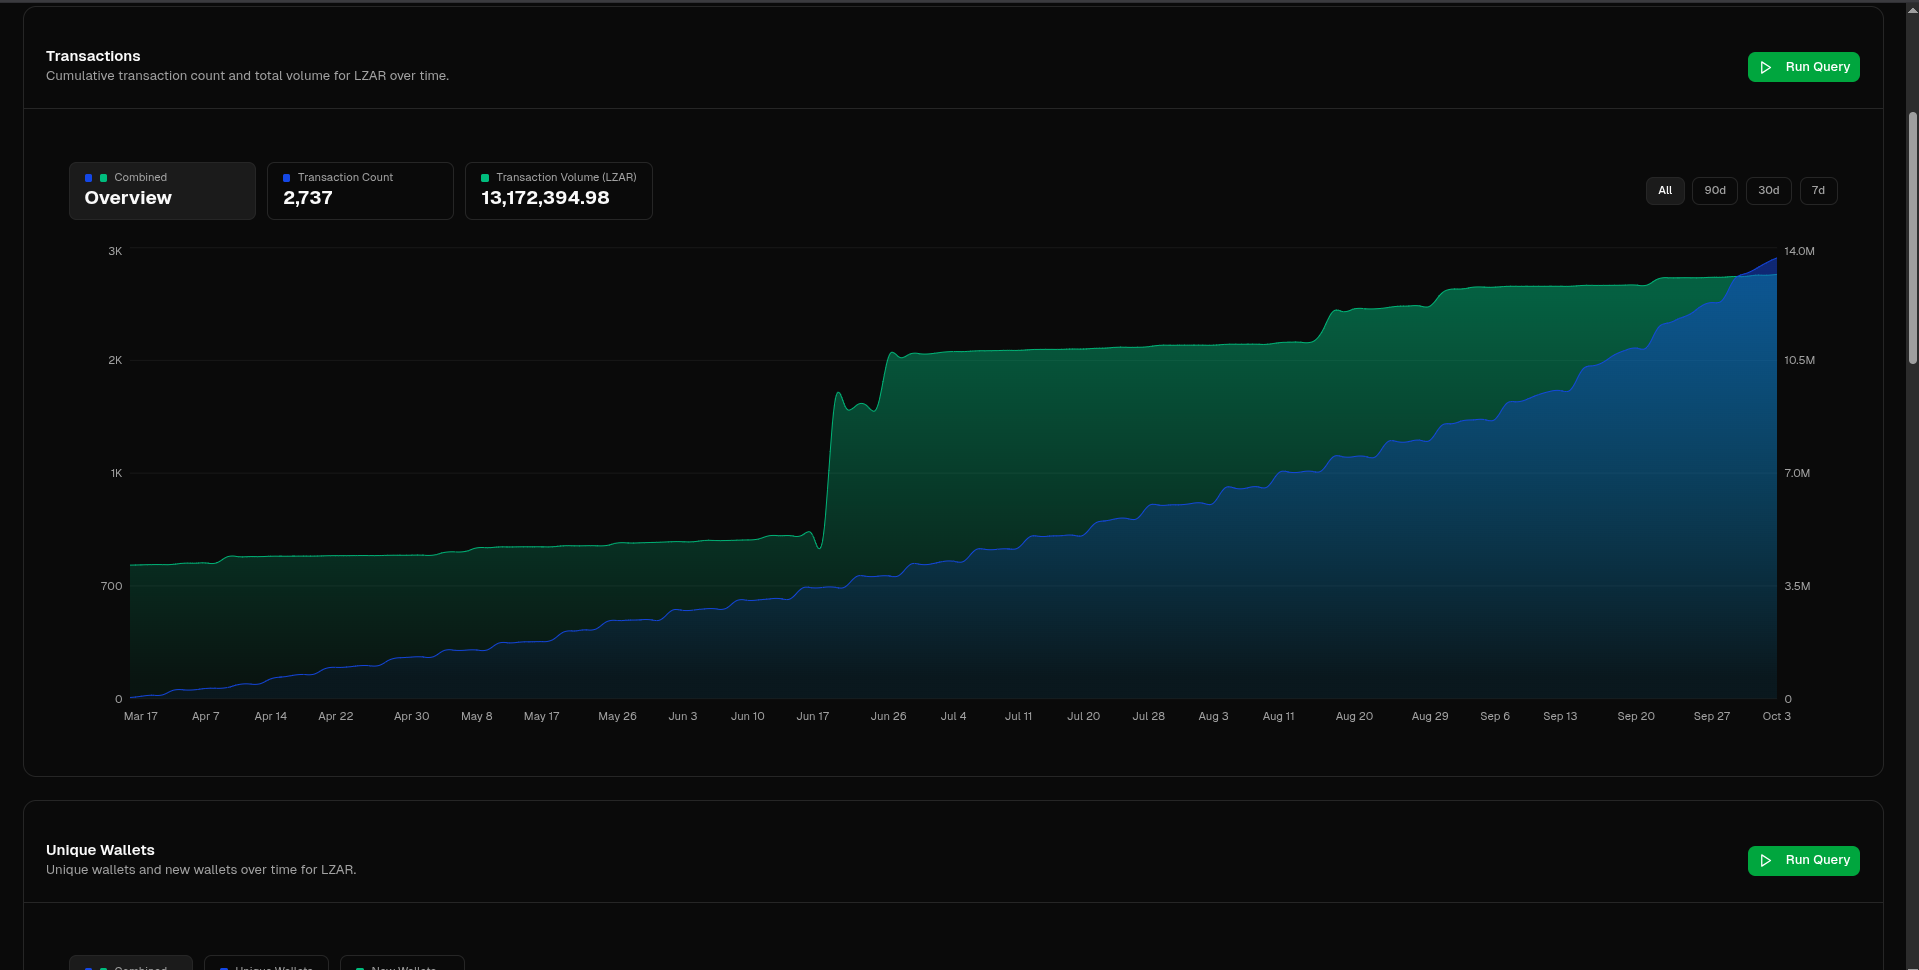 Transactions
Cumulative transaction count and total volume for LZAR over time.
Run Query
Combined
Overview
Transaction Count
2,737
Transaction Volume (LZAR)
13,172,394.98
All
90d
30d
7d
3K
2K
1K
700
0
14.0M
10.5M
7.0M
3.5M
0
Mar 17 Apr 7 Apr 14 Apr 22 Apr 30 May 8 May 17 May 26 Jun 3 Jun 10 Jun 17 Jun 26 Jul 4 Jul 11 Jul 20 Jul 28 Aug 3 Aug 11 Aug 20 Aug 29 Sep 6 Sep 13 Sep 20 Sep 27 Oct 3
Unique Wallets
Unique wallets and new wallets over time for LZAR.
Run Query
Combined
Unique Wallets
New Wallets